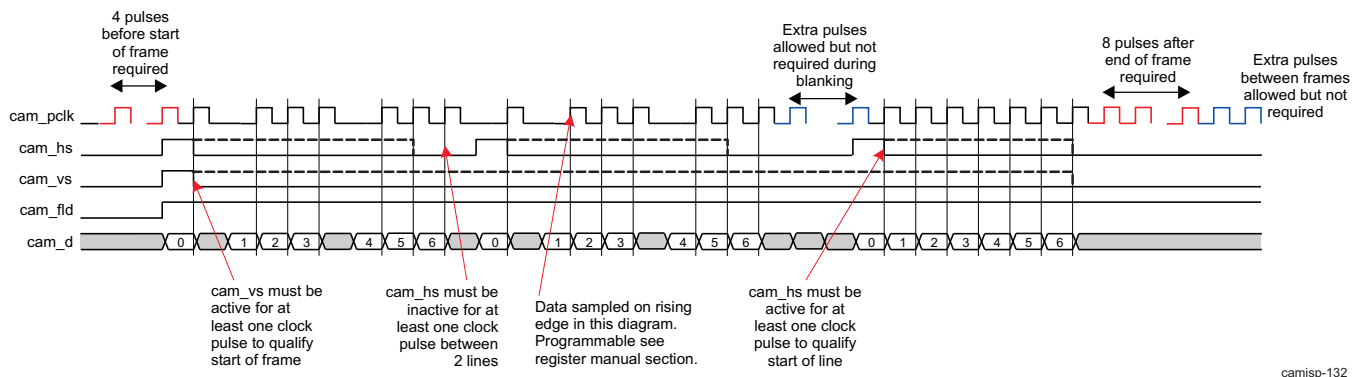 4 pulses
before start
of frame
required
Extra pulses
allowed but not
required during
blanking
8 pulses after
end of frame
required
Extra pulses
between frames
allowed but not
required
cam_pclk
cam_hs
cam_vs
cam_fld
cam_d
0 1 2 3 4 5 6 0 1 2 3 4 5 6 0 1 2 3 4 5 6
cam_vs must be
active for at
least one clock
pulse to qualify
start of frame
cam_hs must be
inactive for at
least one clock
pulse between
2 lines
Data sampled on rising
edge in this diagram.
Programmable see
register manual section.
cam_hs must be
active for at
least one clock
pulse to qualify
start of line
camisp-132